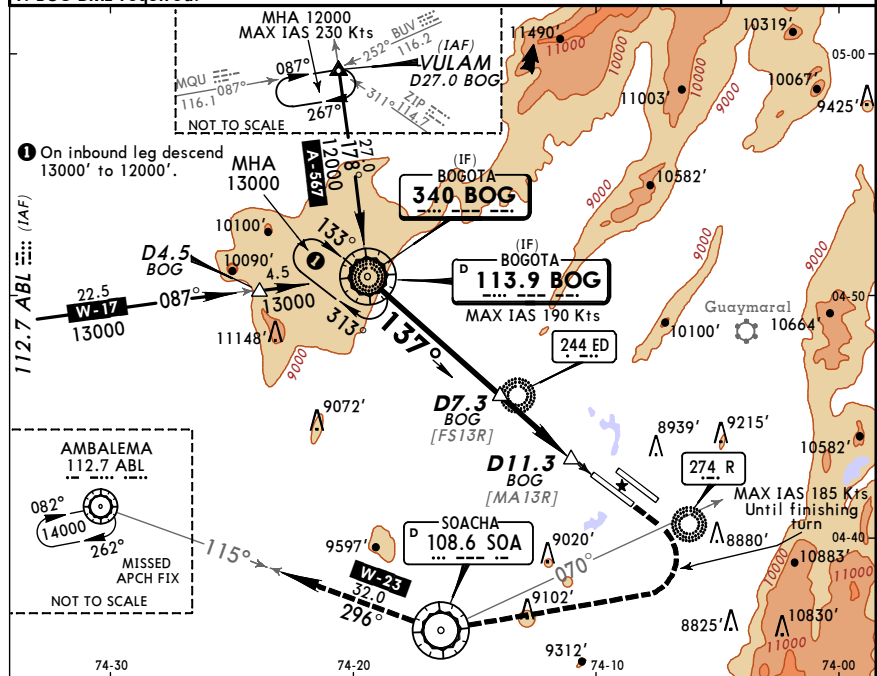 MHA 12000
MAX IAS 230 Kts
087°
267°
NOT TO SCALE
MQU
116.1
087°
252° BUV
116.2
(IAF)
VULAM
D27.0 BOG
ZIP
311° 114.7
11490'
11000
10000
10319'
05-00
10067'
9425'
11003'
10000
9000
10582'
9000
9000
9000
❶ On inbound leg descend
13000' to 12000'.
MHA
13000
A-567
12000
178°
27.0
(IF)
BOGOTA
340 BOG
(IF)
BOGOTA
D 113.9 BOG
MAX IAS 190 Kts
10100'
10090'
D4.5
BOG
4.5
13000
133°
❶
313°
112.7 ABL (IAF)
22.5
W-17
13000
087°
11148'
9000
137°
244 ED
D7.3
BOG
[FS13R]
D11.3
BOG
[MA13R]
Guaymaral
10100'
10664'
04-50
9072'
8939'
9215'
10582'
274 R
MAX IAS 185 Kts
Until finishing
turn
AMBALEMA
112.7 ABL
082°
14000
262°
MISSED
APCH FIX
NOT TO SCALE
115°
9597'
SOACHA
D 108.6 SOA
W-23
32.0
296°
9020'
070°
9102'
9312'
8880'
04-40
10883'
10000
11000
8825'
10830'
11000
74-30
74-20
74-10
74-00